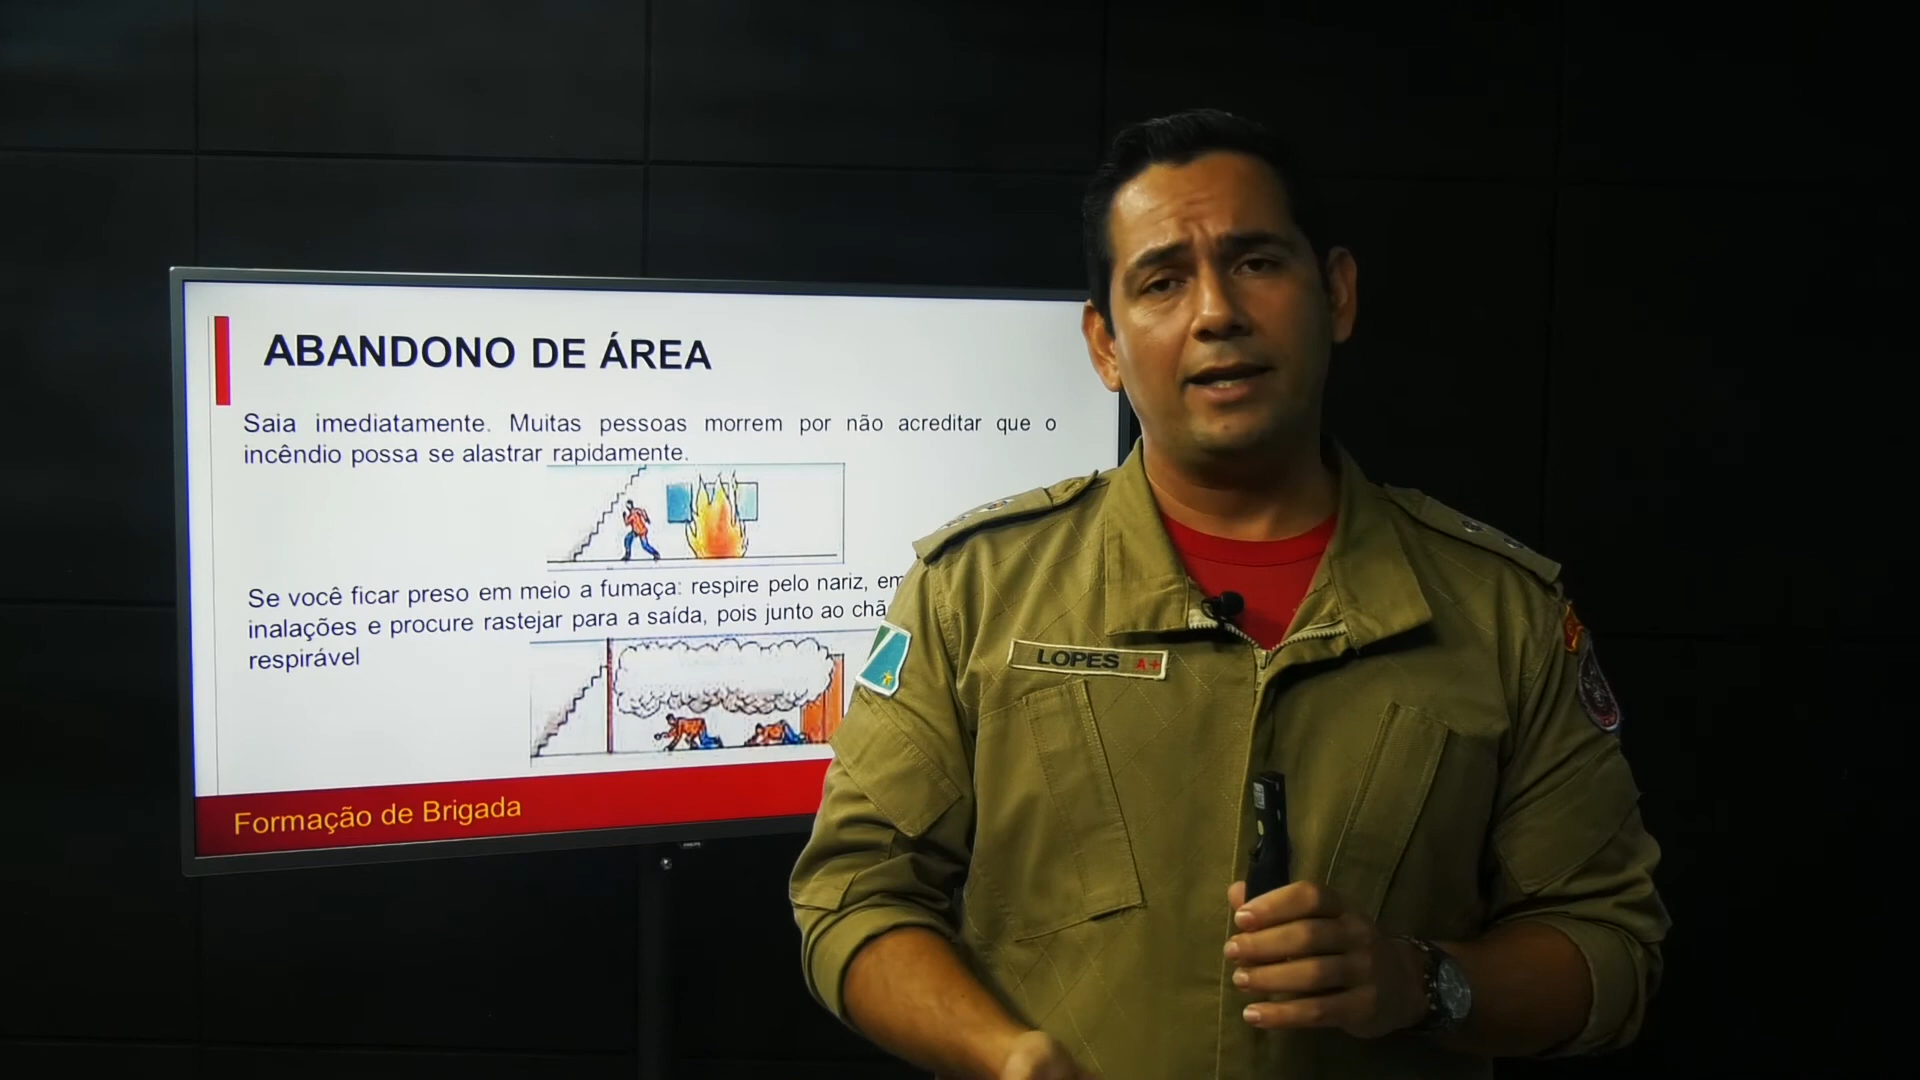 ABANDONO DE ÁREA
Saia imediatamente. Muitas pessoas morrem por não acreditar que o
incêndio possa se alastrar rapidamente.
Se você ficar preso em meio a fumaça: respire pelo nariz, em
inalações e procure rastejar para a saída, pois junto ao
respirável
Formação de Brigada
LOPES A+